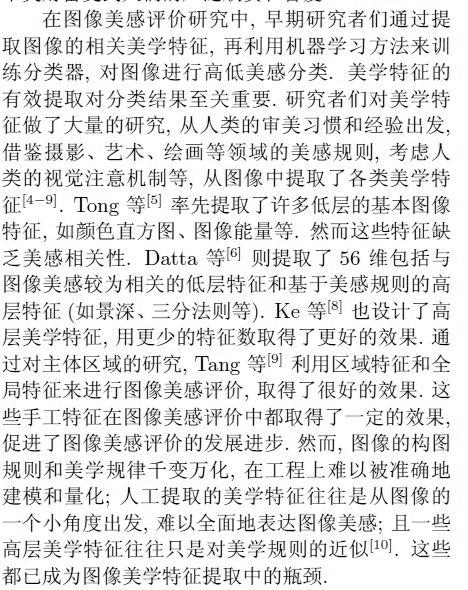 在图像美感评价研究中, 早期研究者们通过提
取图像的相关美学特征, 再利用机器学习方法来训
练分类器, 对图像进行高低美感分类. 美学特征的
有效提取对分类结果至关重要. 研究者们对美学特
征做了大量的研究, 从人类的审美习惯和经验出发,
借鉴摄影、艺术、绘画等领域的美感规则, 考虑人
类的视觉注意机制等, 从图像中提取了各类美学特
征[4−9]. Tong 等[5] 率先提取了许多低层的基本图像
特征, 如颜色直方图、图像能量等. 然而这些特征缺
乏美感相关性. Datta 等[6] 则提取了 56 维包括与
图像美感较为相关的低层特征和基于美感规则的高
层特征 (如景深、三分法则等). Ke 等[8] 也设计了高
层美学特征, 用更少的特征数取得了更好的效果. 通
过对主体区域的研究, Tang 等[9] 利用区域特征和全
局特征来进行图像美感评价, 取得了很好的效果. 这
些手工特征在图像美感评价中都取得了一定的效果,
促进了图像美感评价的发展进步. 然而, 图像的构图
规则和美学规律千变万化, 在工程上难以被准确地
建模和量化; 人工提取的美学特征往往是从图像的
一个小角度出发, 难以全面地表达图像美感; 且一些
高层美学特征往往只是对美学规则的近似[10]. 这些
都已成为图像美学特征提取中的瓶颈.